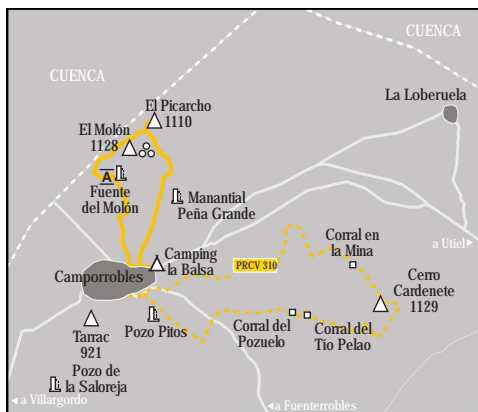 CUENCA
CUENCA
La Loberuela
El Picarcho
1110
El Molón
1128
A
Fuente
del Molón
Manantial
Peña Grande
a Utiel
Corral en
la Mina
Camping
la Balsa
PRCV 310
Camporrobles
Cerro
Cardenete
1129
Corral del
Pozuelo
Corral del
Tio Pelao
Pozo Pitos
Tarrac
921
Pozo de
la Saloreja
a Villargordo
a Fuenterrobles